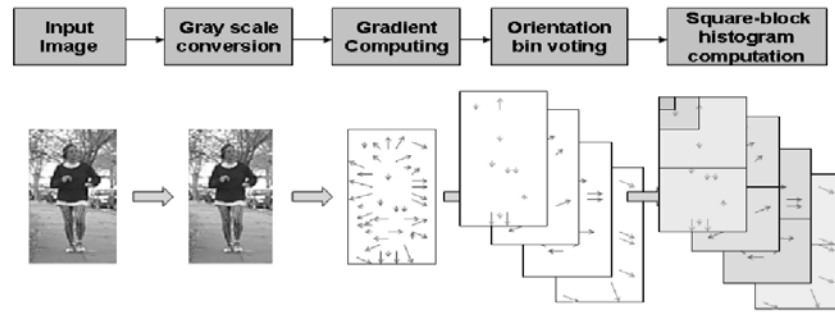 Input
Image
Gray scale
conversion
Gradient
Computing
Orientation
bin voting
Square-block
histogram
computation